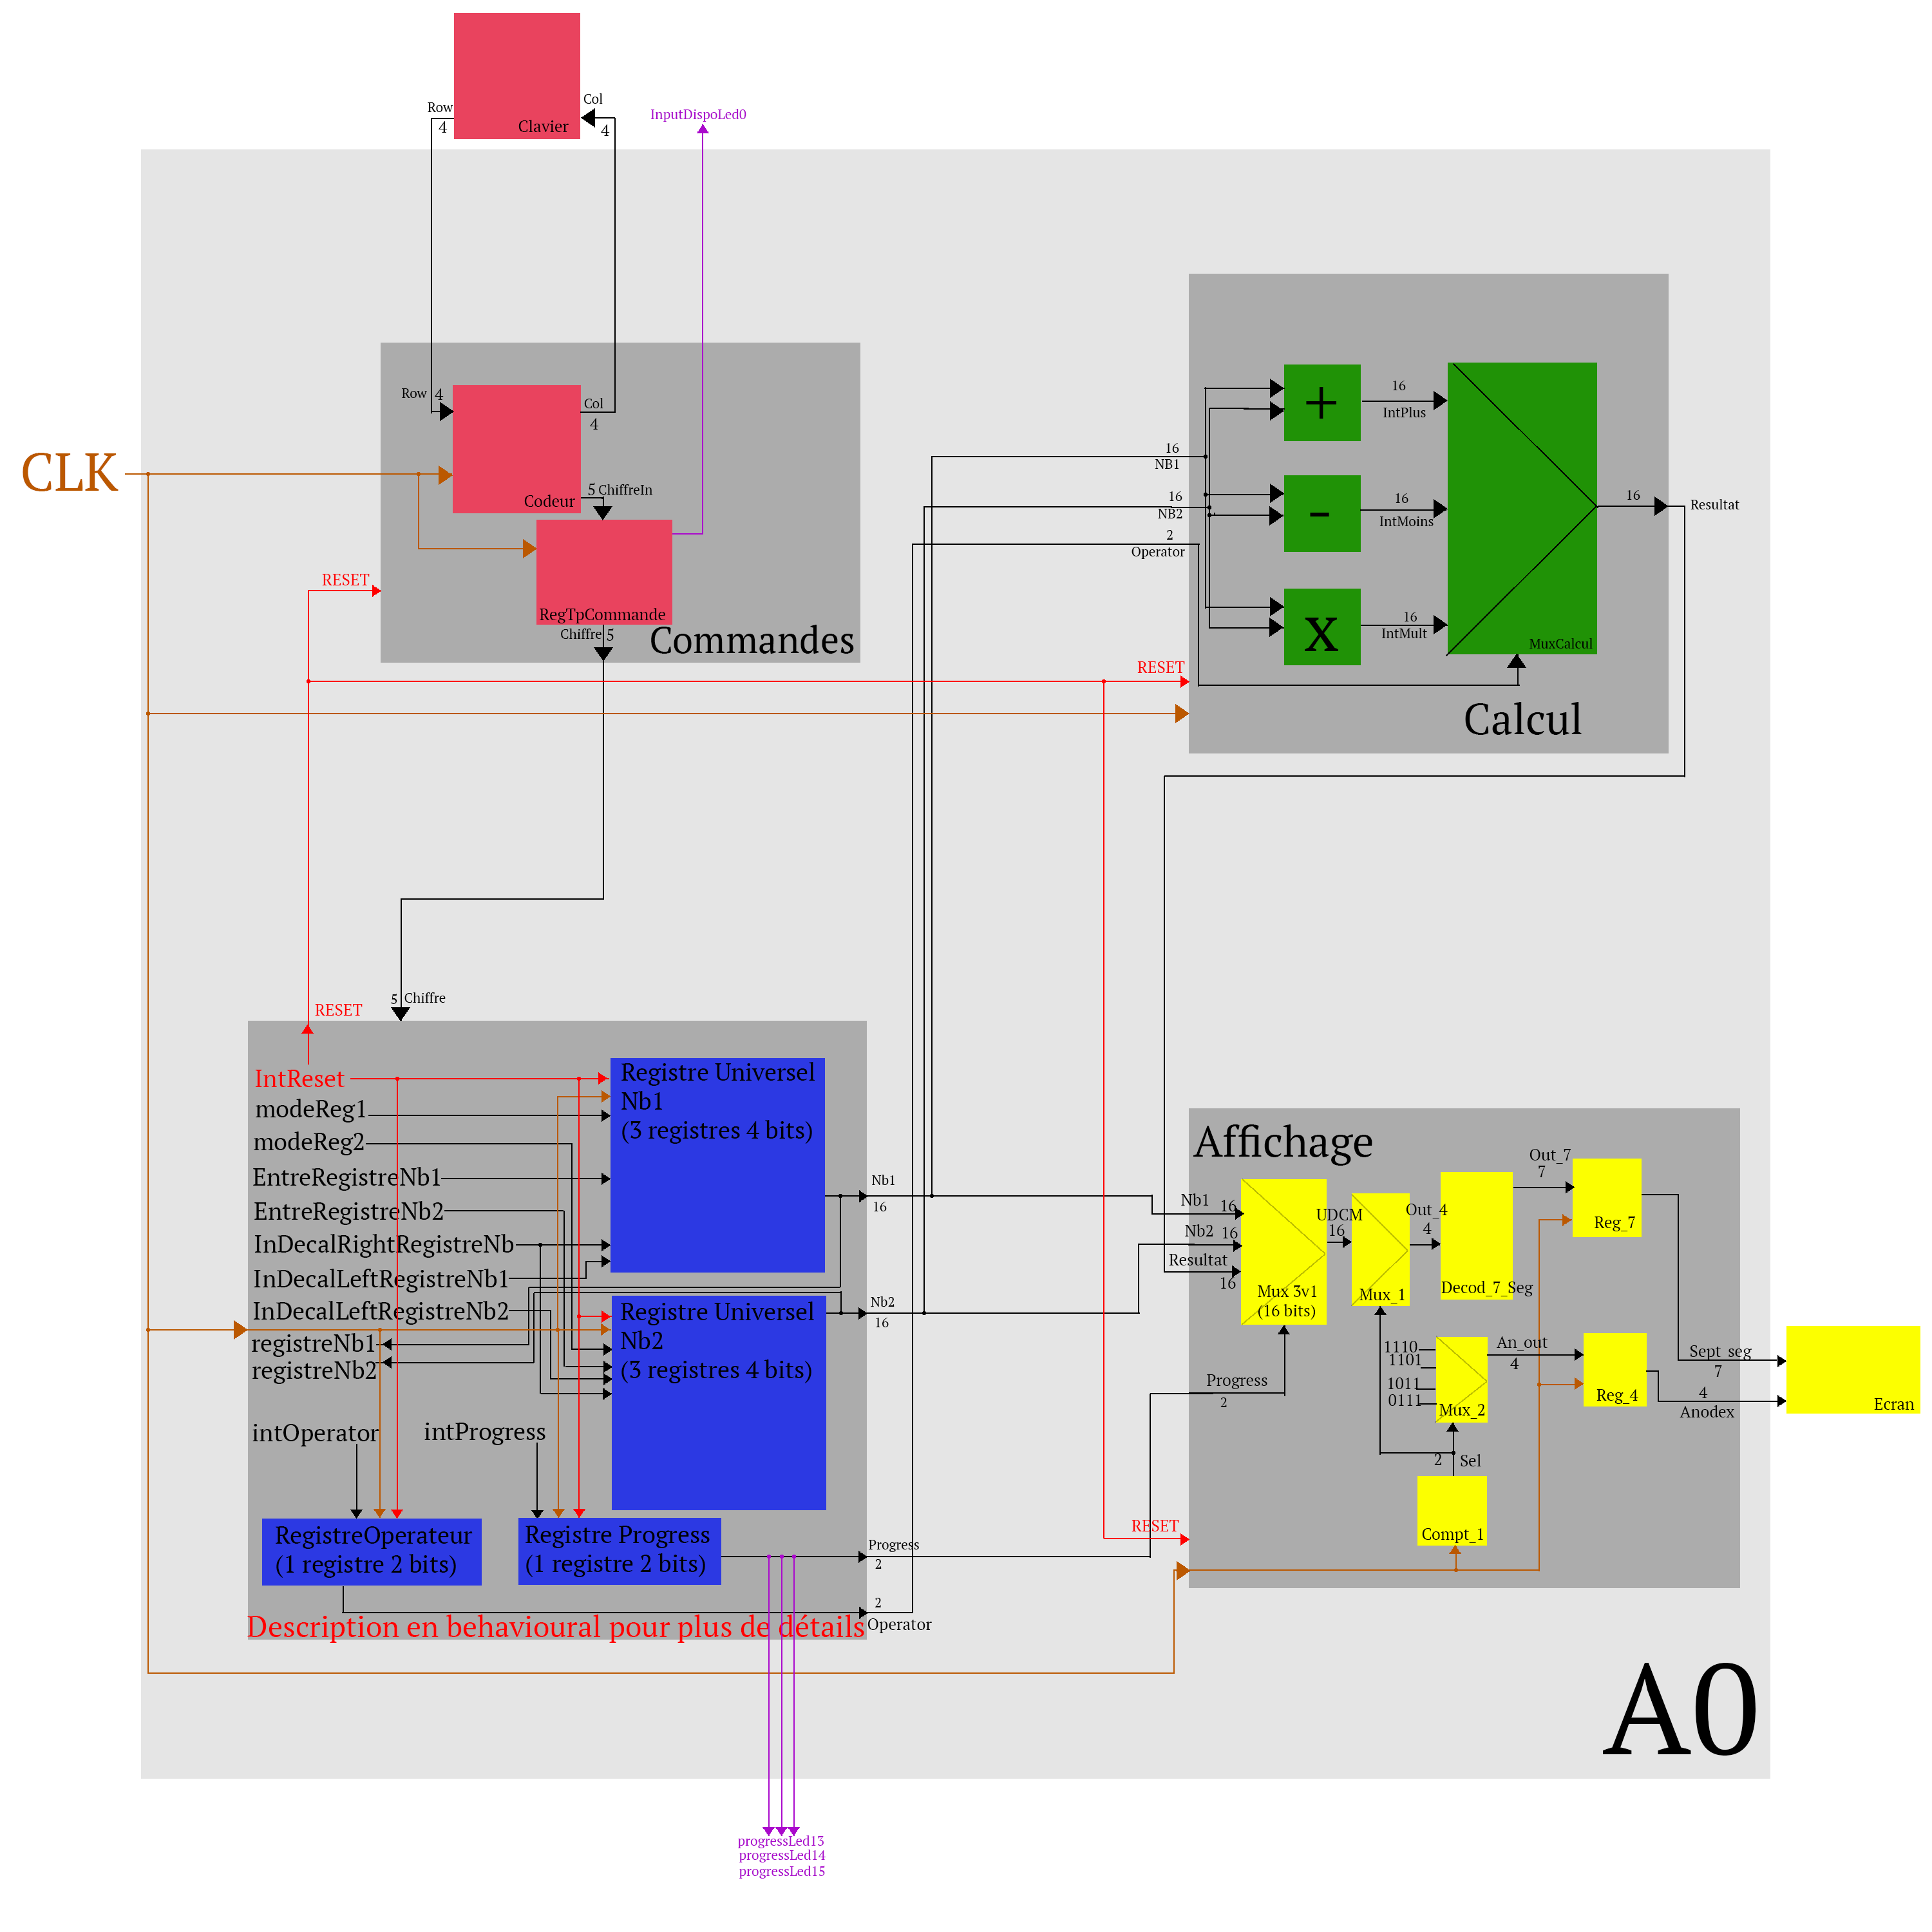 Row
4
Clavier
Col
4
InputDispoLed0
Row 4
Col
4
CLK
Codeur
5 ChiffreIn
RESET
RegTpCommande
Chiffre 5
Commandes
16
NB1
16
NB2
2
Operator
+
16
IntPlus
-
16
IntMoins
x
16
IntMult
MuxCalcul
16
Resultat
RESET
Calcul
5 Chiffre
RESET
IntReset
modeReg1
modeReg2
EntreRegistreNb1
EntreRegistreNb2
InDecalRightRegistreNb
InDecalLeftRegistreNb1
InDecalLeftRegistreNb2
registreNb1
registreNb2
intOperator
intProgress
Registre Universel
Nb1
(3 registres 4 bits)
Registre Universel
Nb2
(3 registres 4 bits)
RegistreOperateur
(1 registre 2 bits)
Registre Progress
(1 registre 2 bits)
Nb1
16
Nb2
16
Progress
2
2
Operator
Description en behavioural pour plus de détails
Affichage
Nb1
16
Nb2
16
Resultat
16
Mux 3v1
(16 bits)
UDCM
16
Mux_1
Out_4
4
Decod_7_Seg
Out_7
7
Reg_7
1110
1101
1011
0111
Mux_2
An_out
4
Reg_4
Progress
2
2
Sel
Compt_1
RESET
Sept_seg
7
4
Anodex
Ecran
A0
progressLed13
progressLed14
progressLed15